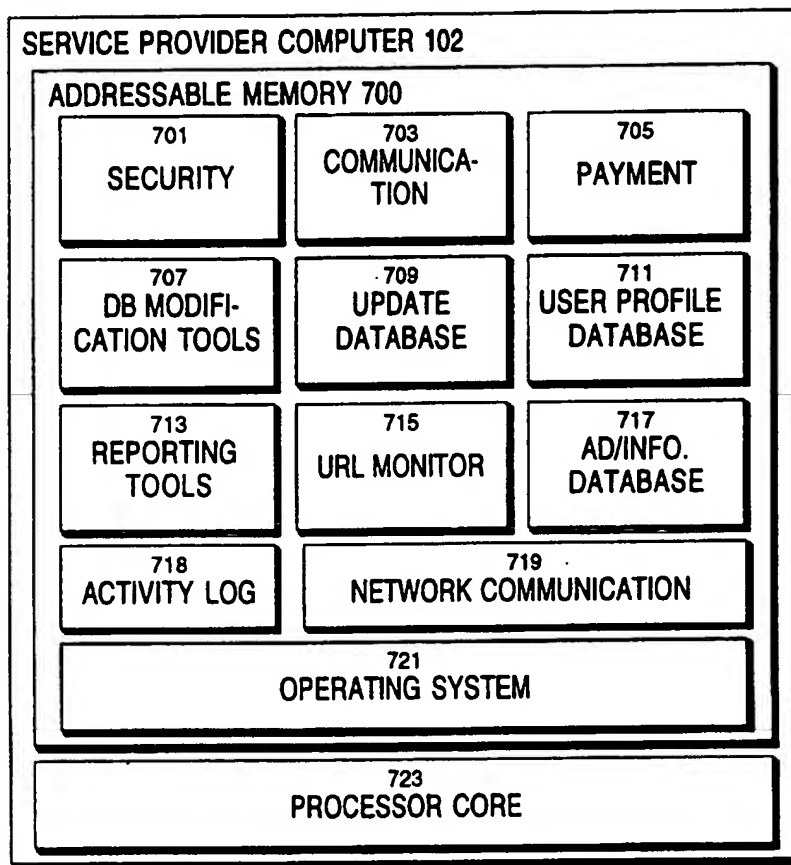 SERVICE PROVIDER COMPUTER 102
ADDRESSABLE MEMORY 700
701
SECURITY
703
COMMUNICA-
TION
705
PAYMENT
707
DB MODIFI-
CATION TOOLS
709
UPDATE
DATABASE
711
USER PROFILE
DATABASE
713
REPORTING
TOOLS
715
URL MONITOR
717
AD/INFO.
DATABASE
718
ACTIVITY LOG
719
NETWORK COMMUNICATION
721
OPERATING SYSTEM
723
PROCESSOR CORE